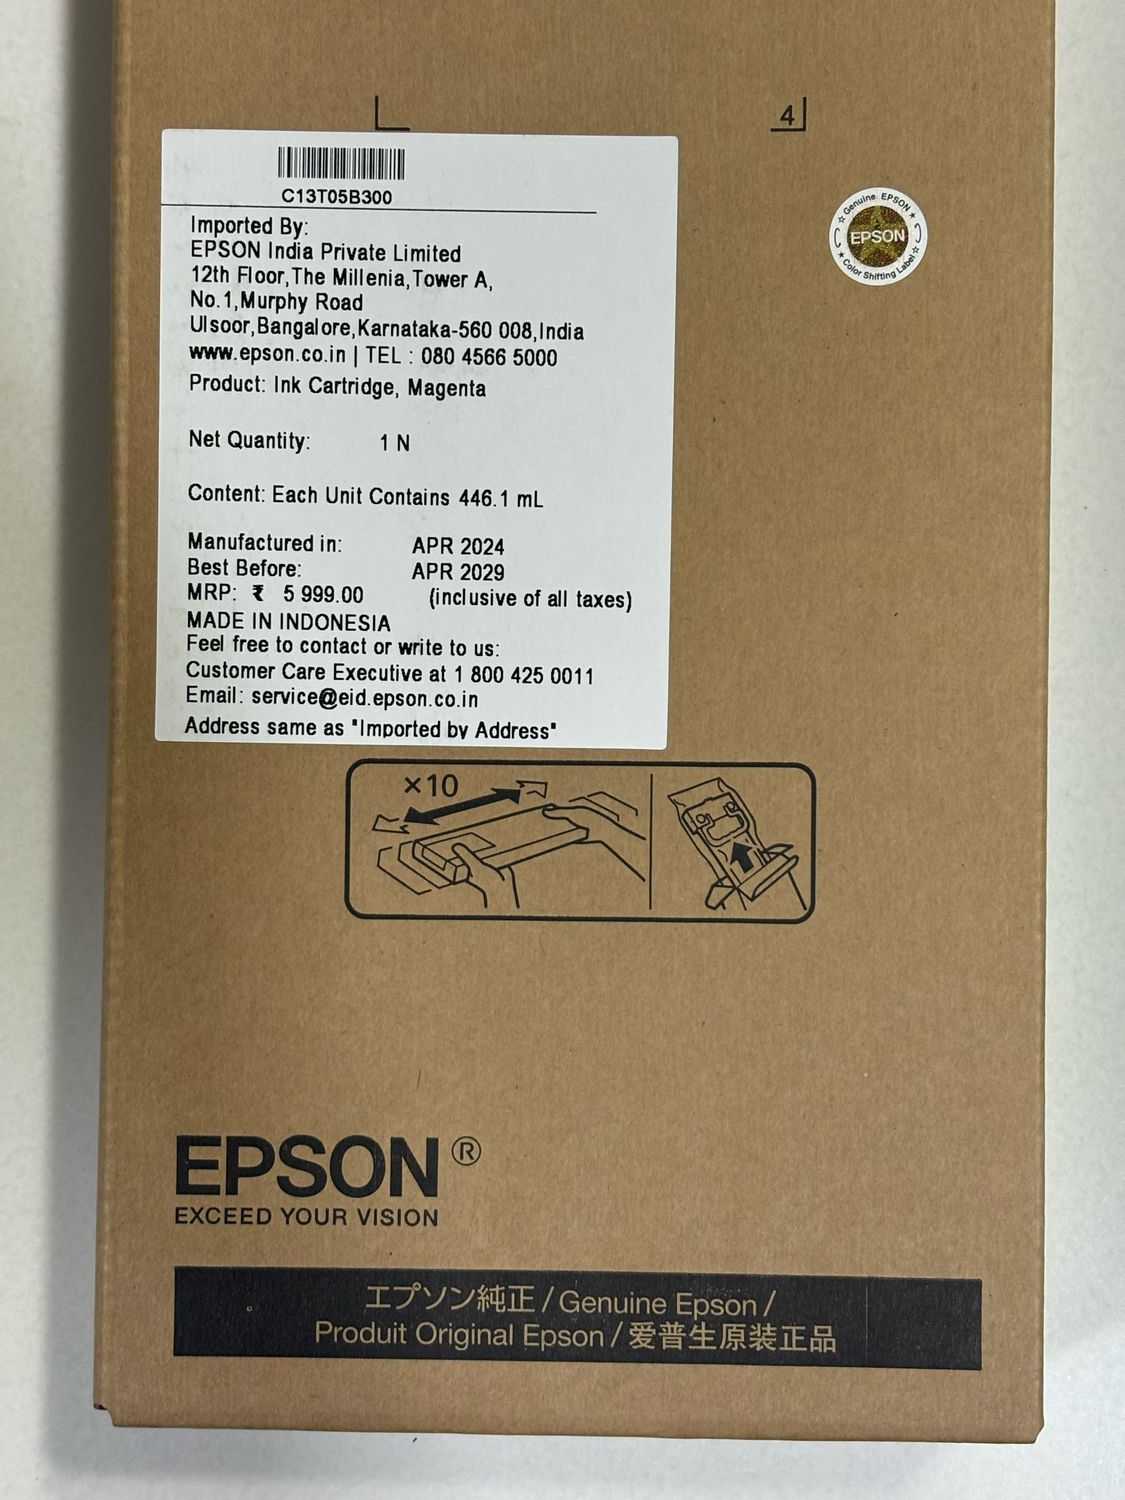 4
C13T05B300
Imported By:
EPSON India Private Limited
12th Floor,The Millenia,Tower A,
No.1,Murphy Road
Ulsoor,Bangalore,Karnataka-560 008,India
www.epson.co.in | TEL : 080 4566 5000
Product: Ink Cartridge, Magenta
Net Quantity: 1 N
Content: Each Unit Contains 446.1 mL
Manufactured in: APR 2024
Best Before: APR 2029
MRP: ₹ 5 999.00 (inclusive of all taxes)
MADE IN INDONESIA
Feel free to contact or write to us:
Customer Care Executive at 1 800 425 0011
Email: service@eid.epson.co.in
Address same as "Imported by Address"
Genuine EPSON
EPSON
Color Shifting Label
×10
EPSON®
EXCEED YOUR VISION
エプソン純正 / Genuine Epson /
Produit Original Epson / 爱普生原装正品